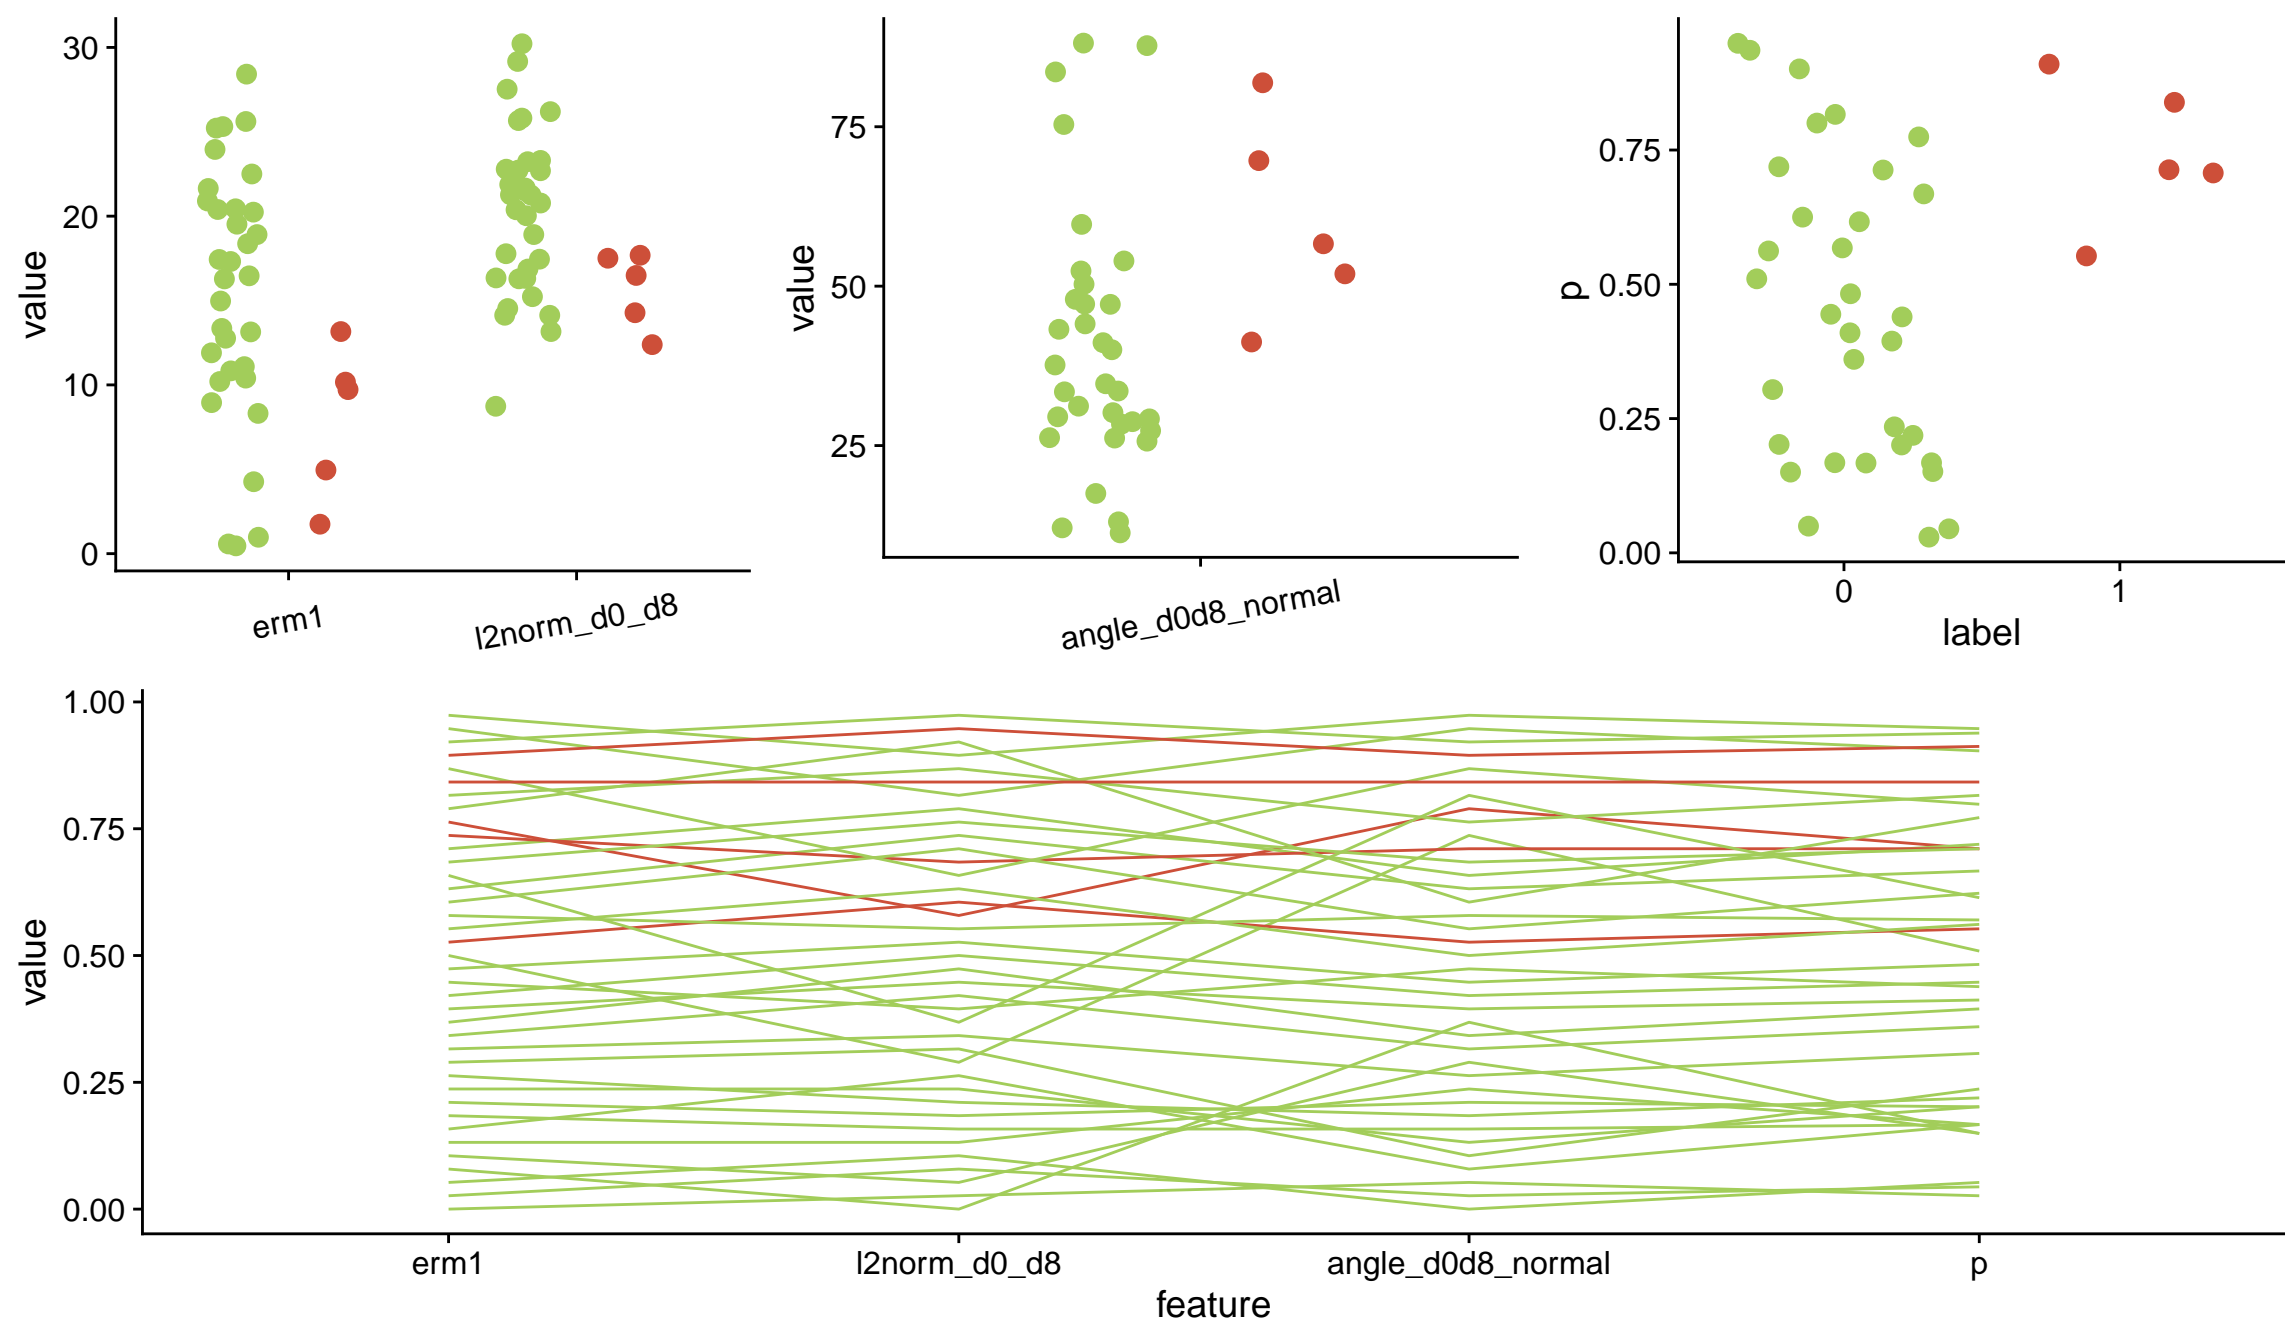 value
30
20
10
0
erm1
l2norm_d0_d8
value
75
50
25
angle_d0d8_normal
p
0.75
0.50
0.25
0.00
0
1
label
value
1.00
0.75
0.50
0.25
0.00
erm1
l2norm_d0_d8
angle_d0d8_normal
p
feature